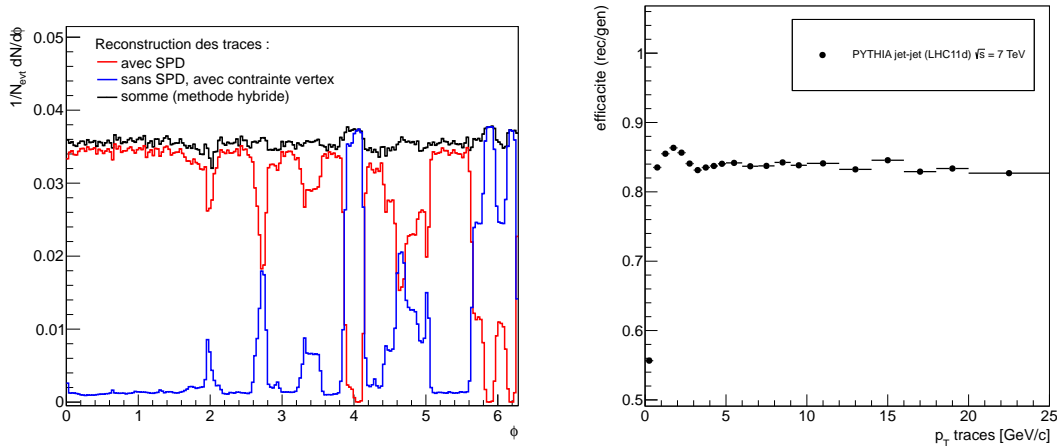 1/N_evt dN/dϕ
0.05
0.04
0.03
0.02
0.01
0
Reconstruction des traces :
avec SPD
sans SPD, avec contrainte vertex
somme (methode hybride)
0 1 2 3 4 5 6
ϕ
efficacite (rec/gen)
1
0.9
0.8
0.7
0.6
0.5
PYTHIA jet-jet (LHC11d) √s = 7 TeV
0 5 10 15 20 25
p_T traces [GeV/c]